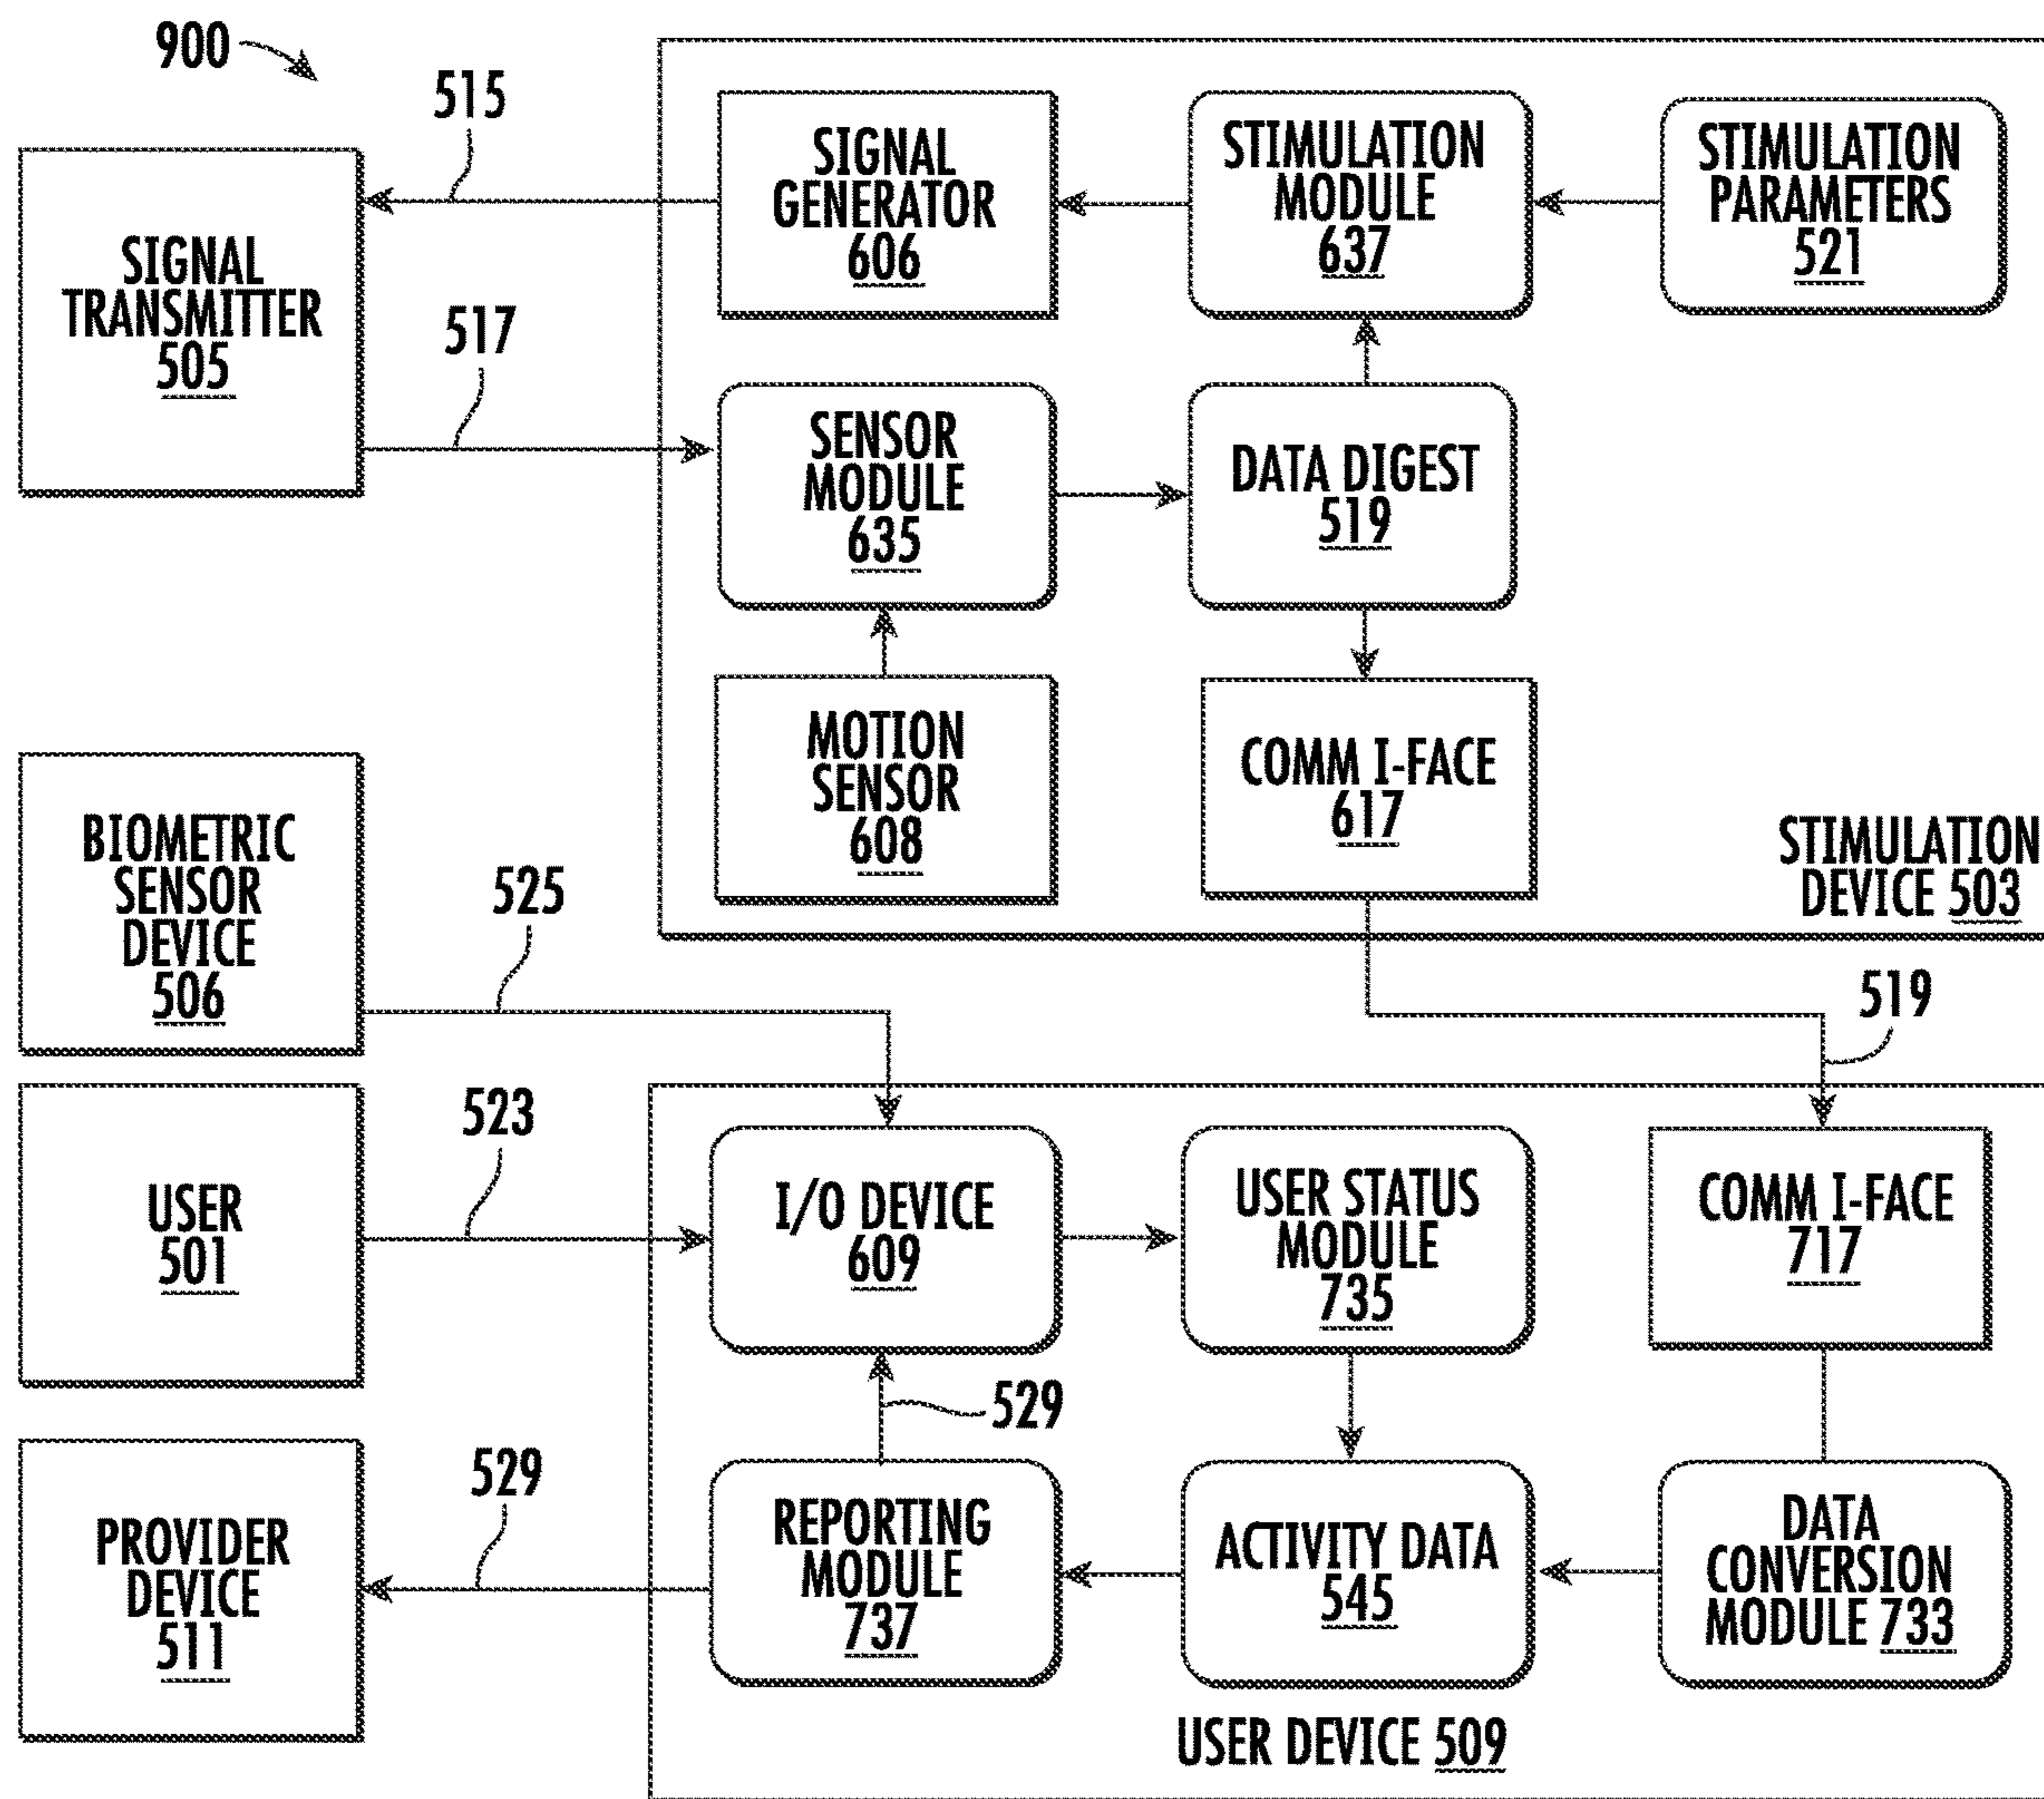 900
515
SIGNAL
TRANSMITTER
505
517
SIGNAL
GENERATOR
606
STIMULATION
MODULE
637
STIMULATION
PARAMETERS
521
SENSOR
MODULE
635
DATA DIGEST
519
MOTION
SENSOR
608
COMM I-FACE
617
STIMULATION
DEVICE 503
BIOMETRIC
SENSOR
DEVICE
506
525
519
USER
501
523
I/O DEVICE
609
USER STATUS
MODULE
735
COMM I-FACE
717
529
PROVIDER
DEVICE
511
529
REPORTING
MODULE
737
ACTIVITY DATA
545
DATA
CONVERSION
MODULE 733
USER DEVICE 509